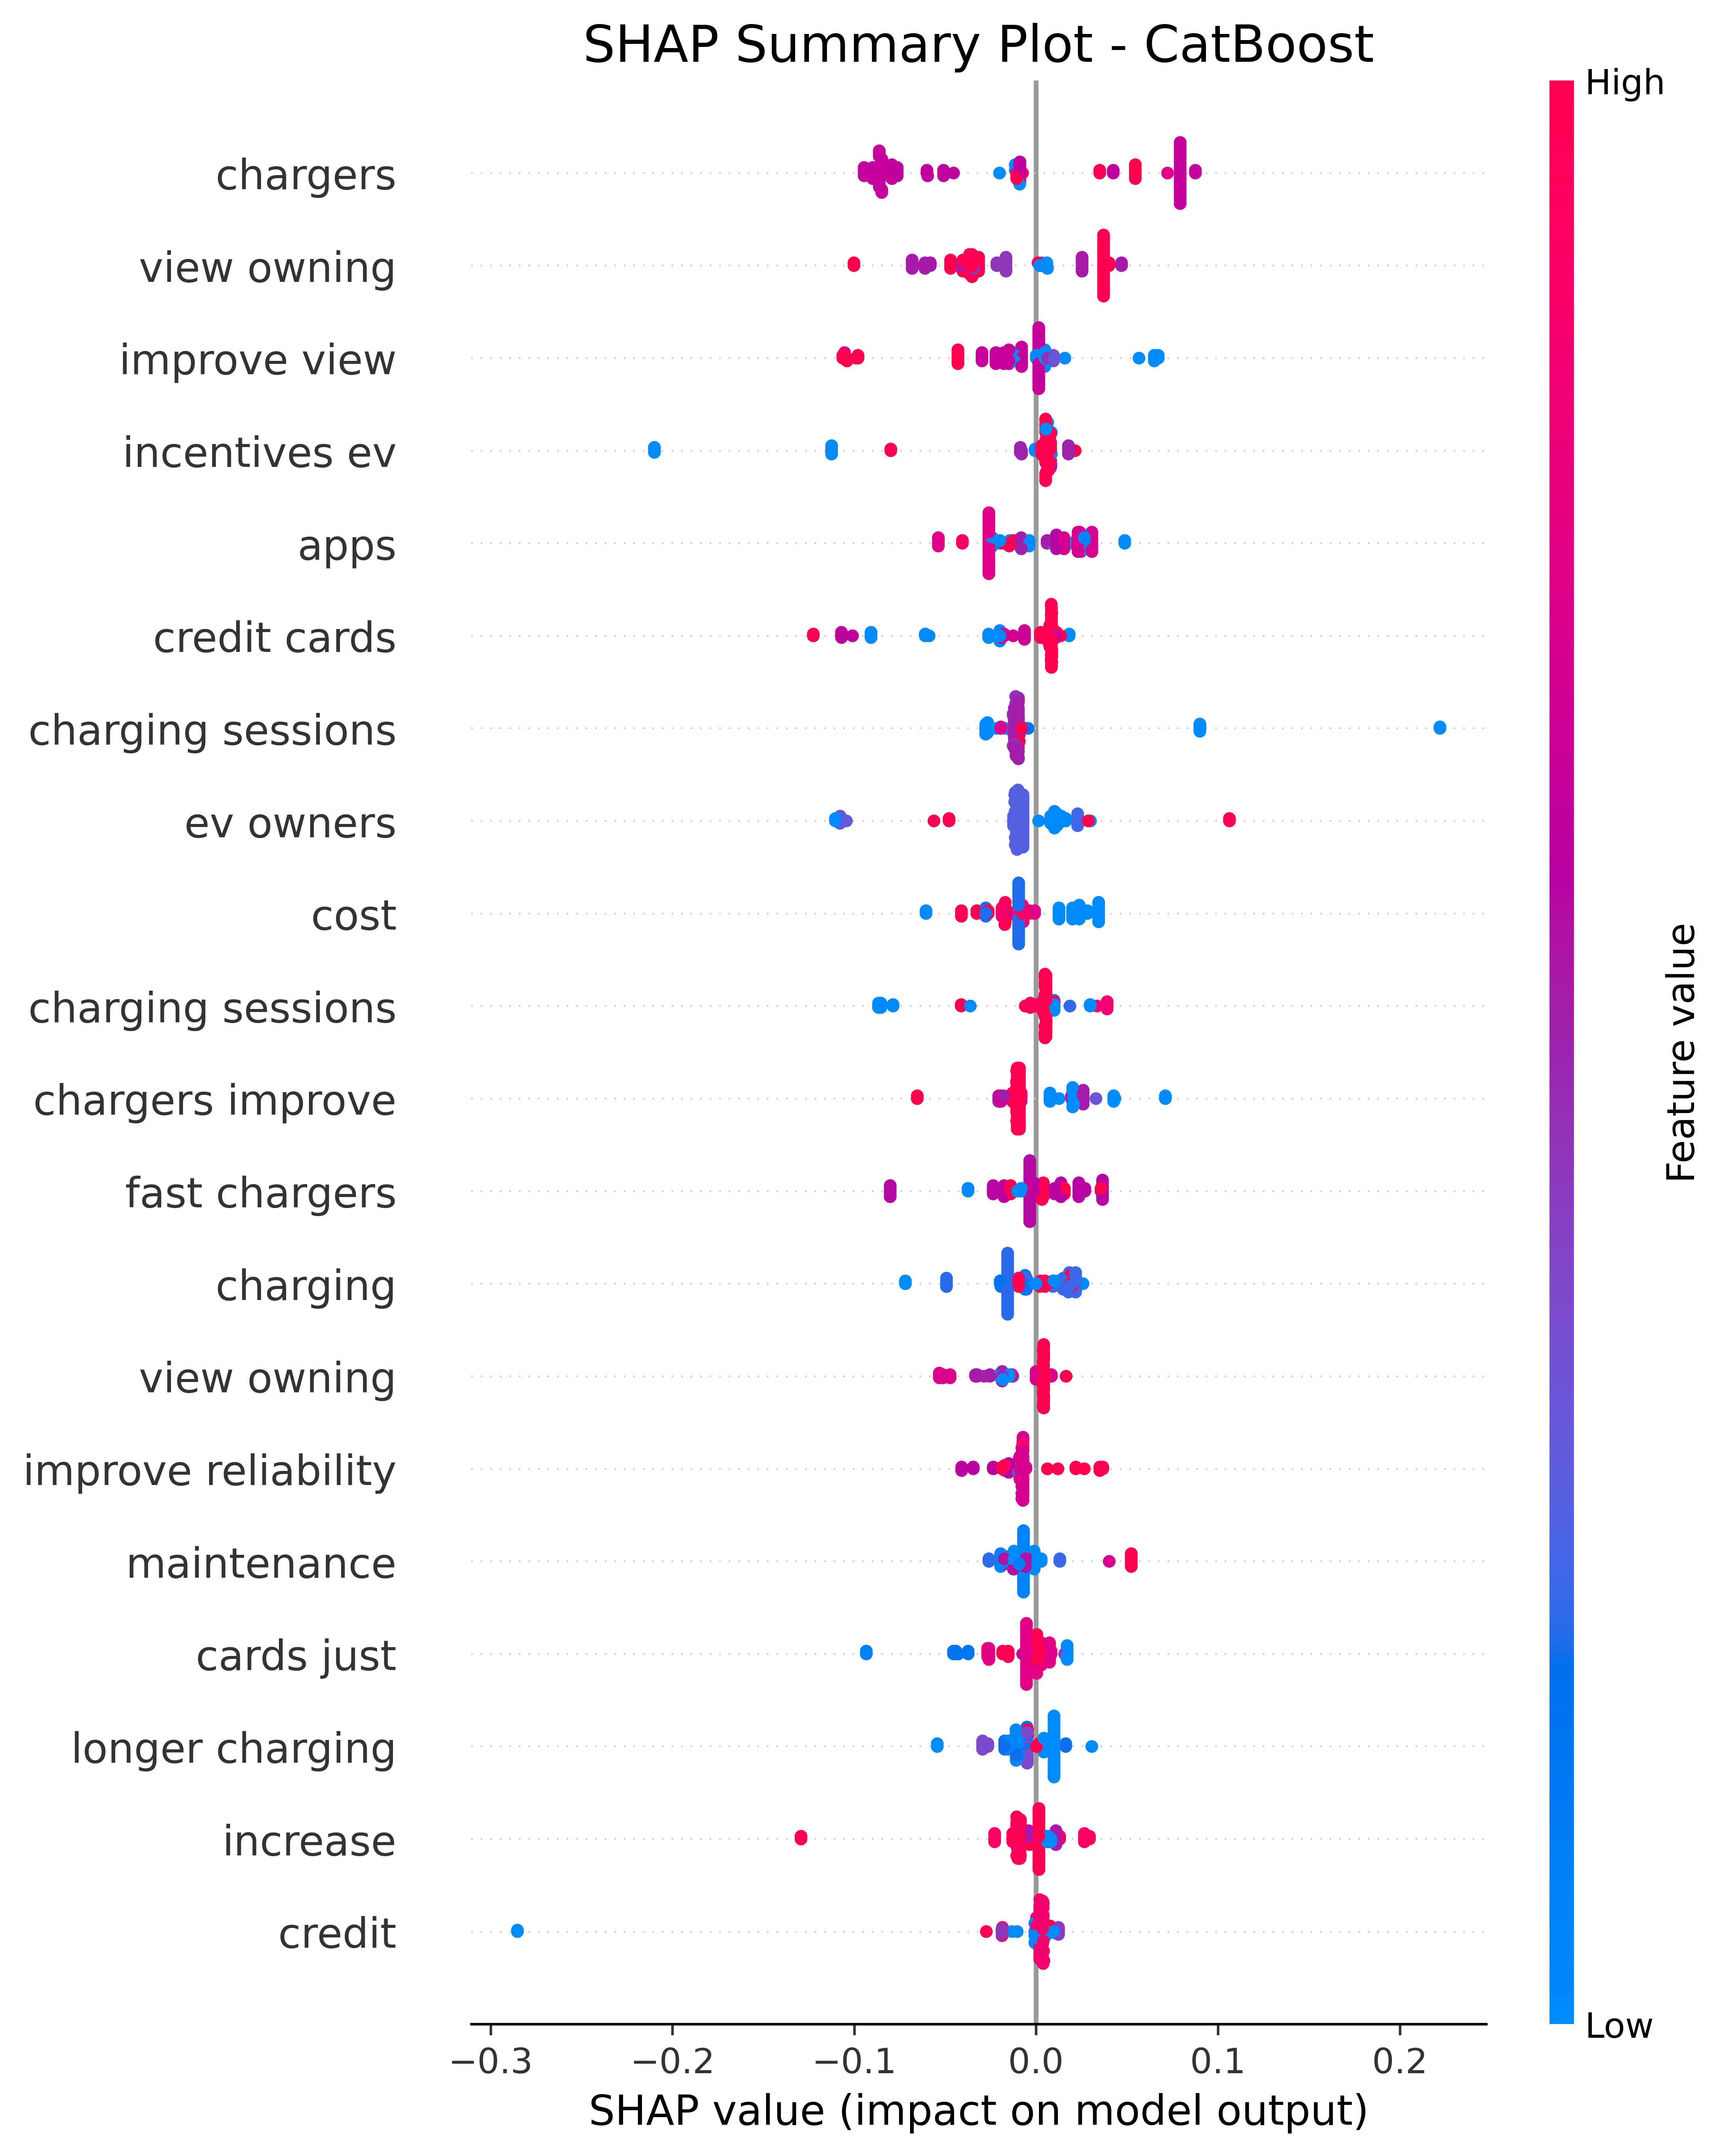 SHAP Summary Plot - CatBoost
High
chargers
view owning
improve view
incentives ev
apps
credit cards
charging sessions
ev owners
cost
charging sessions
chargers improve
fast chargers
charging
view owning
improve reliability
maintenance
cards just
longer charging
increase
credit
Feature value
Low
−0.3 −0.2 −0.1 0.0 0.1 0.2
SHAP value (impact on model output)